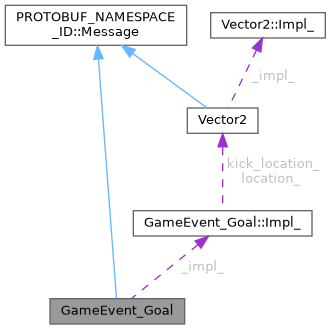 PROTOBUF_NAMESPACE
_ID::Message
Vector2::Impl_
_impl_
Vector2
kick_location_
location_
GameEvent_Goal::Impl_
_impl_
GameEvent_Goal